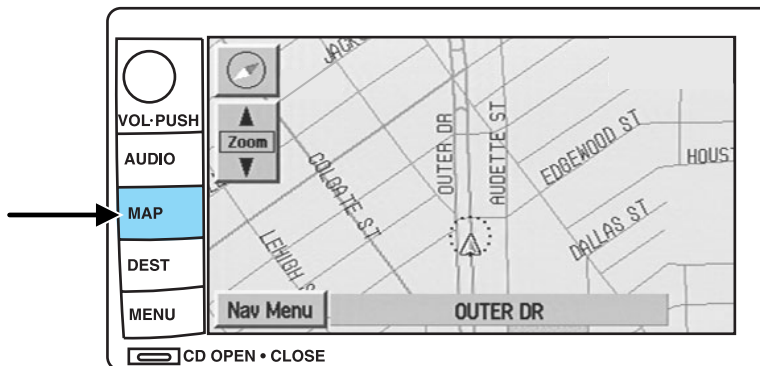 VOL·PUSH
AUDIO
MAP
DEST
MENU
CD OPEN • CLOSE
Zoom
OUTER DR
AUDETTE ST
EDGEWOOD ST
HOUST
COLGATE ST
DALLAS ST
LEHIGH S
Nav Menu
OUTER DR